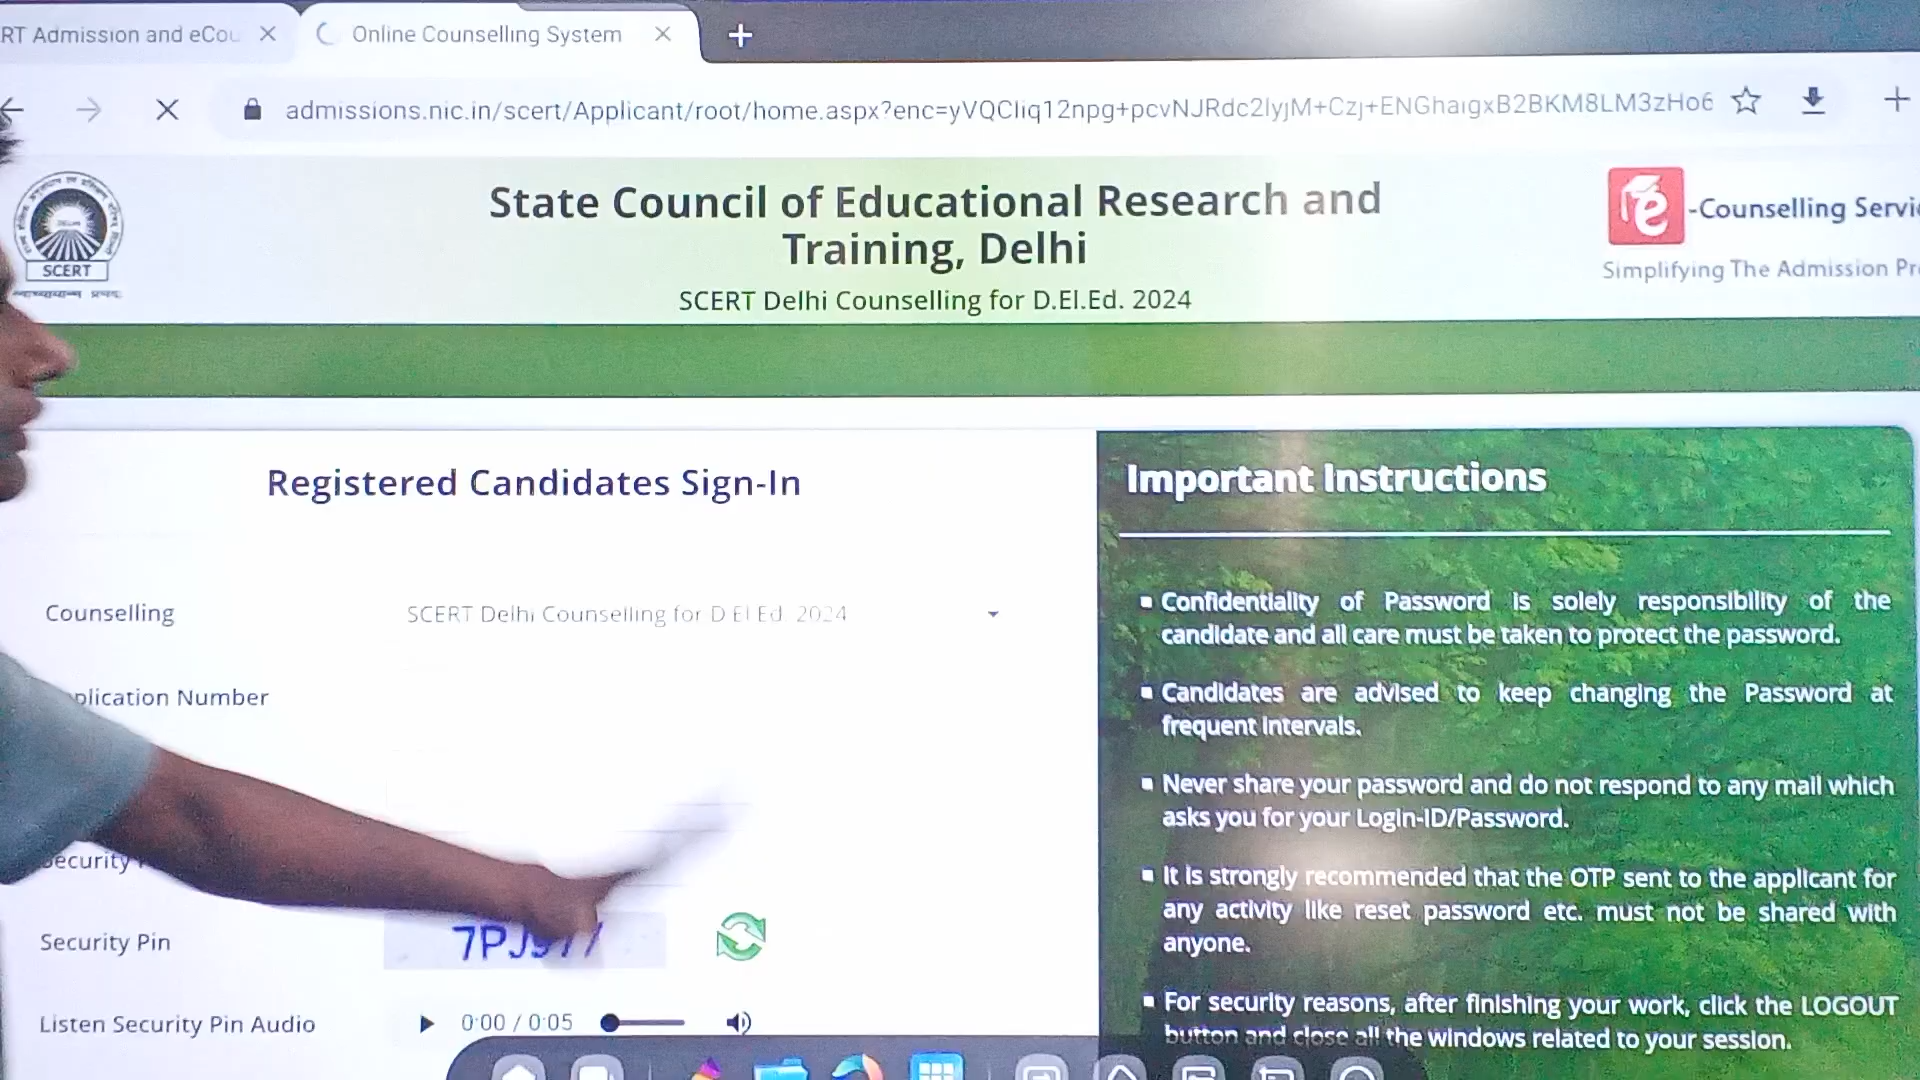 RT Admission and eCou
Online Counselling System
admissions.nic.in/scert/Applicant/root/home.aspx?enc=yVQCIiq12npg+pcvNJRdc2IyjM+Czj+ENGhaigxB2BKM8LM3zHo6
State Council of Educational Research and
Training, Delhi
SCERT Delhi Counselling for D.El.Ed. 2024
SCERT
e
-Counselling Servi
Simplifying The Admission Pr
Registered Candidates Sign-In
Counselling
SCERT Delhi Counselling for D El Ed. 2024
plication Number
Security
Security Pin
Listen Security Pin Audio
0:00 / 0:05
Important Instructions
Confidentiality of Password is solely responsibility of the
candidate and all care must be taken to protect the password.
Candidates are advised to keep changing the Password at
frequent intervals.
Never share your password and do not respond to any mail which
asks you for your Login-ID/Password.
It is strongly recommended that the OTP sent to the applicant for
any activity like reset password etc. must not be shared with
anyone.
For security reasons, after finishing your work, click the LOGOUT
button and close all the windows related to your session.